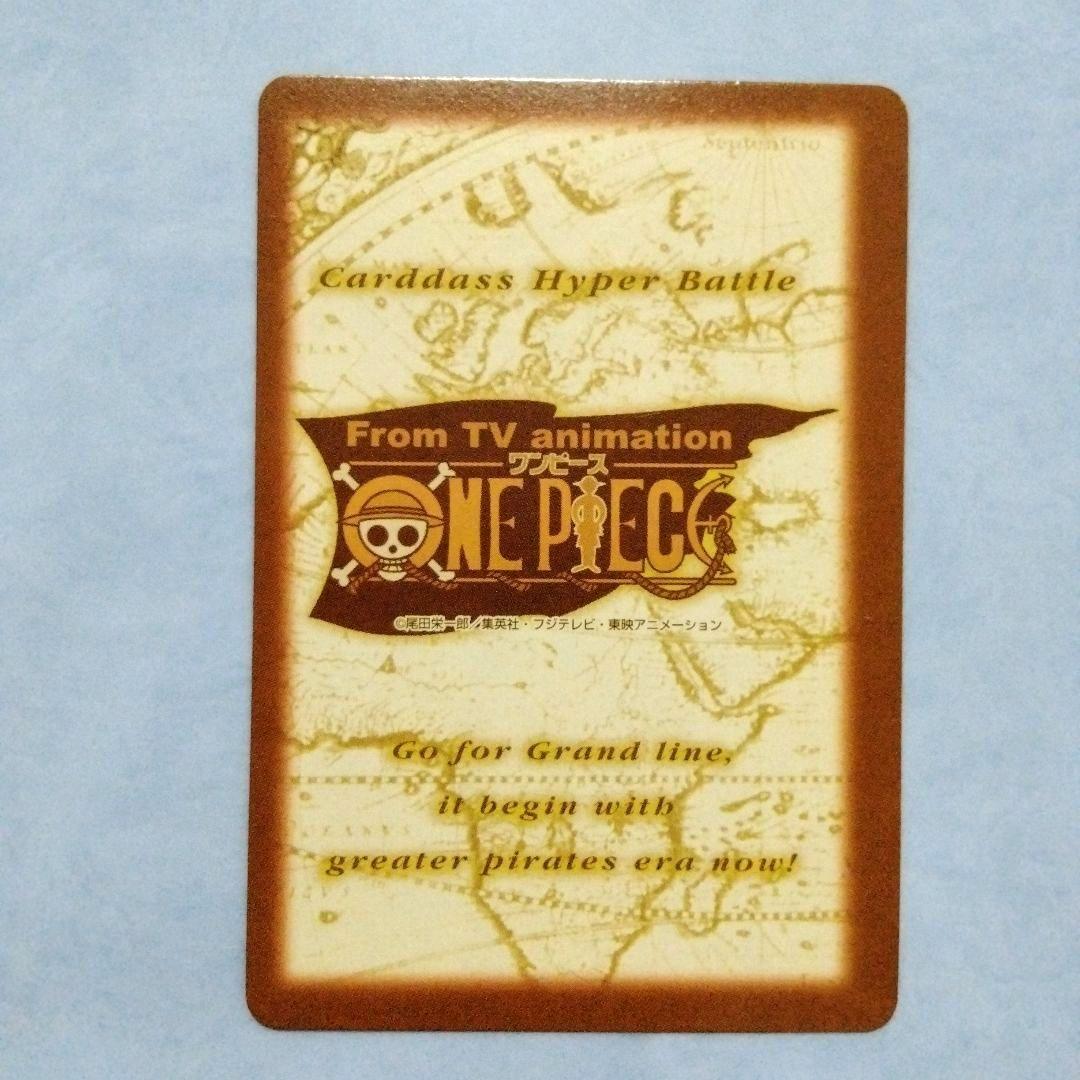 Septentrio
Carddass Hyper Battle
From TV animation
ワンピース
ONE PIECE
©尾田栄一郎／集英社・フジテレビ・東映アニメーション
Go for Grand line,
it begin with
greater pirates era now!